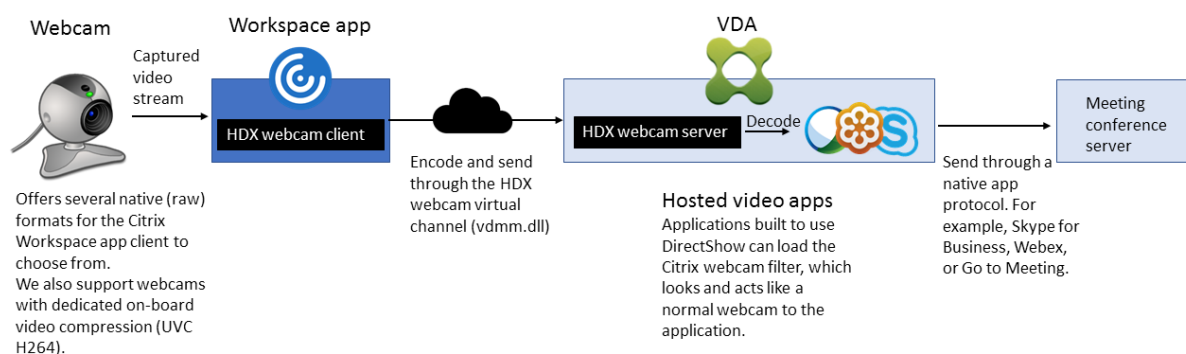 Webcam
Captured
video
stream
Offers several native (raw)
formats for the Citrix
Workspace app client to
choose from.
We also support webcams
with dedicated on-board
video compression (UVC
H264).
Workspace app
HDX webcam client
Encode and send
through the HDX
webcam virtual
channel (vdmm.dll)
VDA
HDX webcam server
Decode
S
Hosted video apps
Applications built to use
DirectShow can load the
Citrix webcam filter, which
looks and acts like a
normal webcam to the
application.
Send through a
native app
protocol. For
example, Skype for
Business, Webex,
or Go to Meeting.
Meeting
conference
server